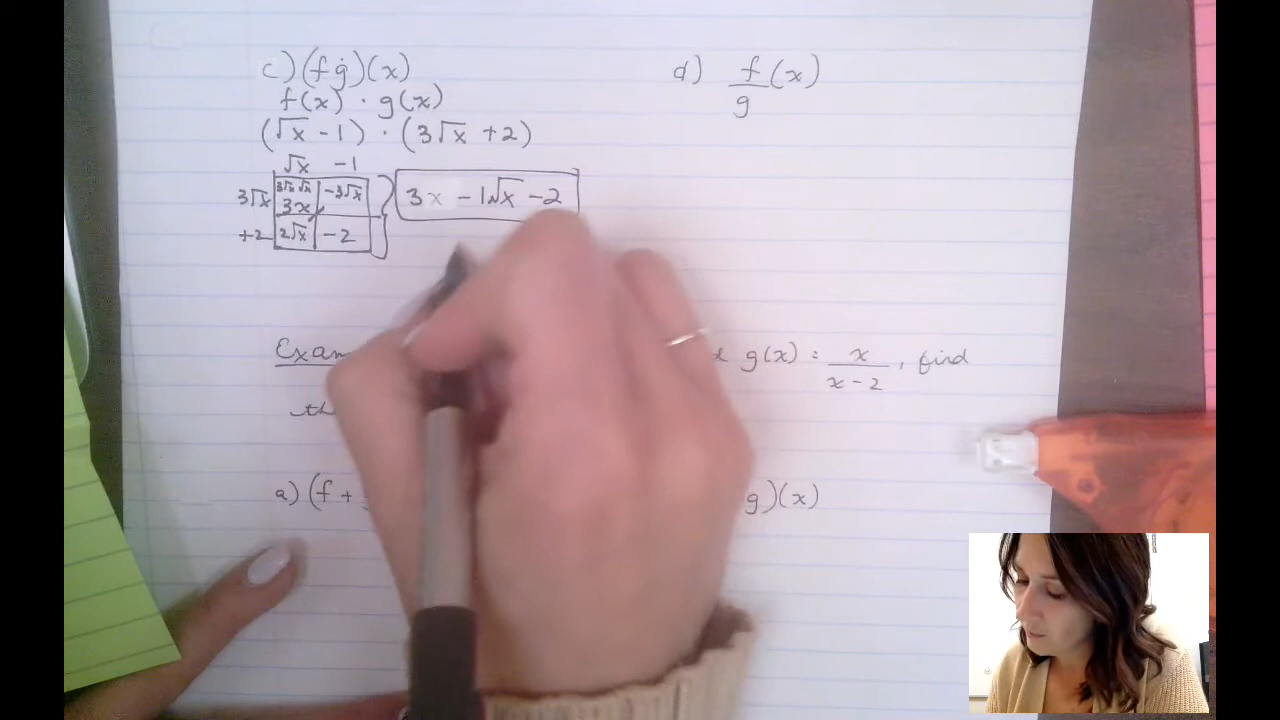 c) (f·g)(x)
f(x) · g(x)
(√x - 1) · (3√x + 2)
√x -1
3√x 3√x √x -3√x
3x
+2 2√x -2
3x - 1√x - 2
d) f/g (x)
g(x) = x/(x-2), find
a) (f +
g)(x)